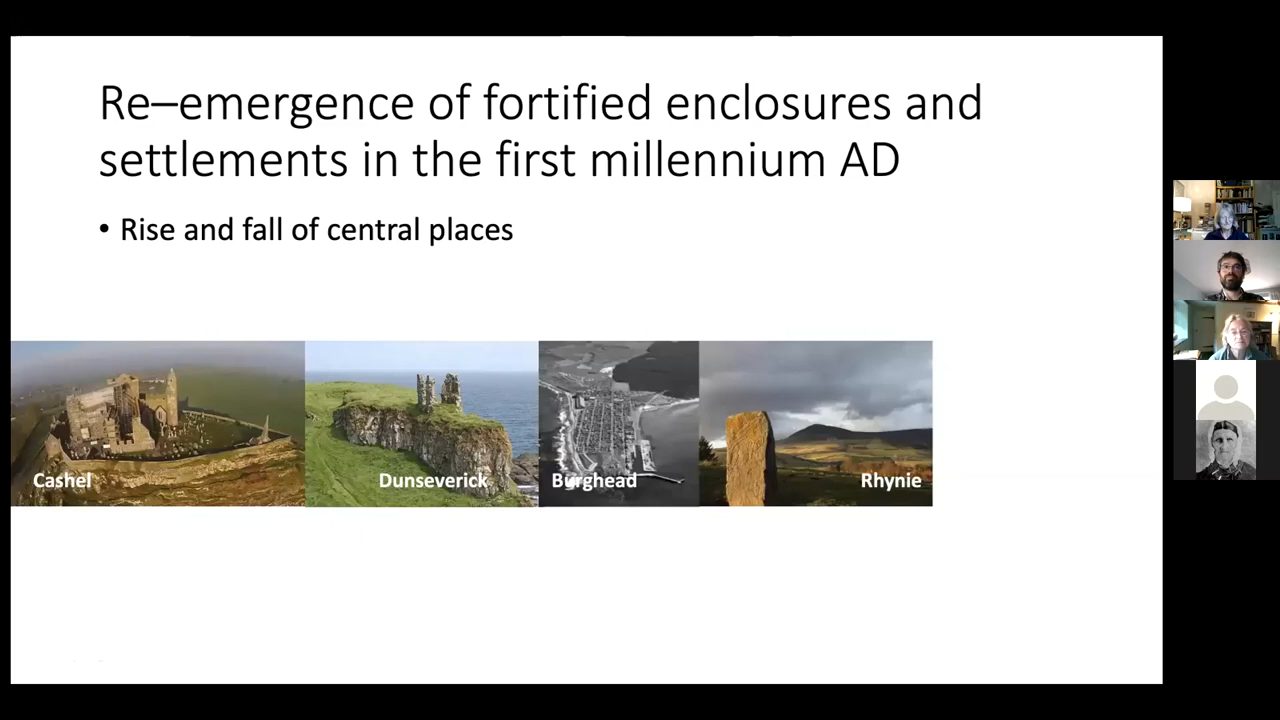 Re–emergence of fortified enclosures and
settlements in the first millennium AD
• Rise and fall of central places
Cashel
Dunseverick
Burghead
Rhynie